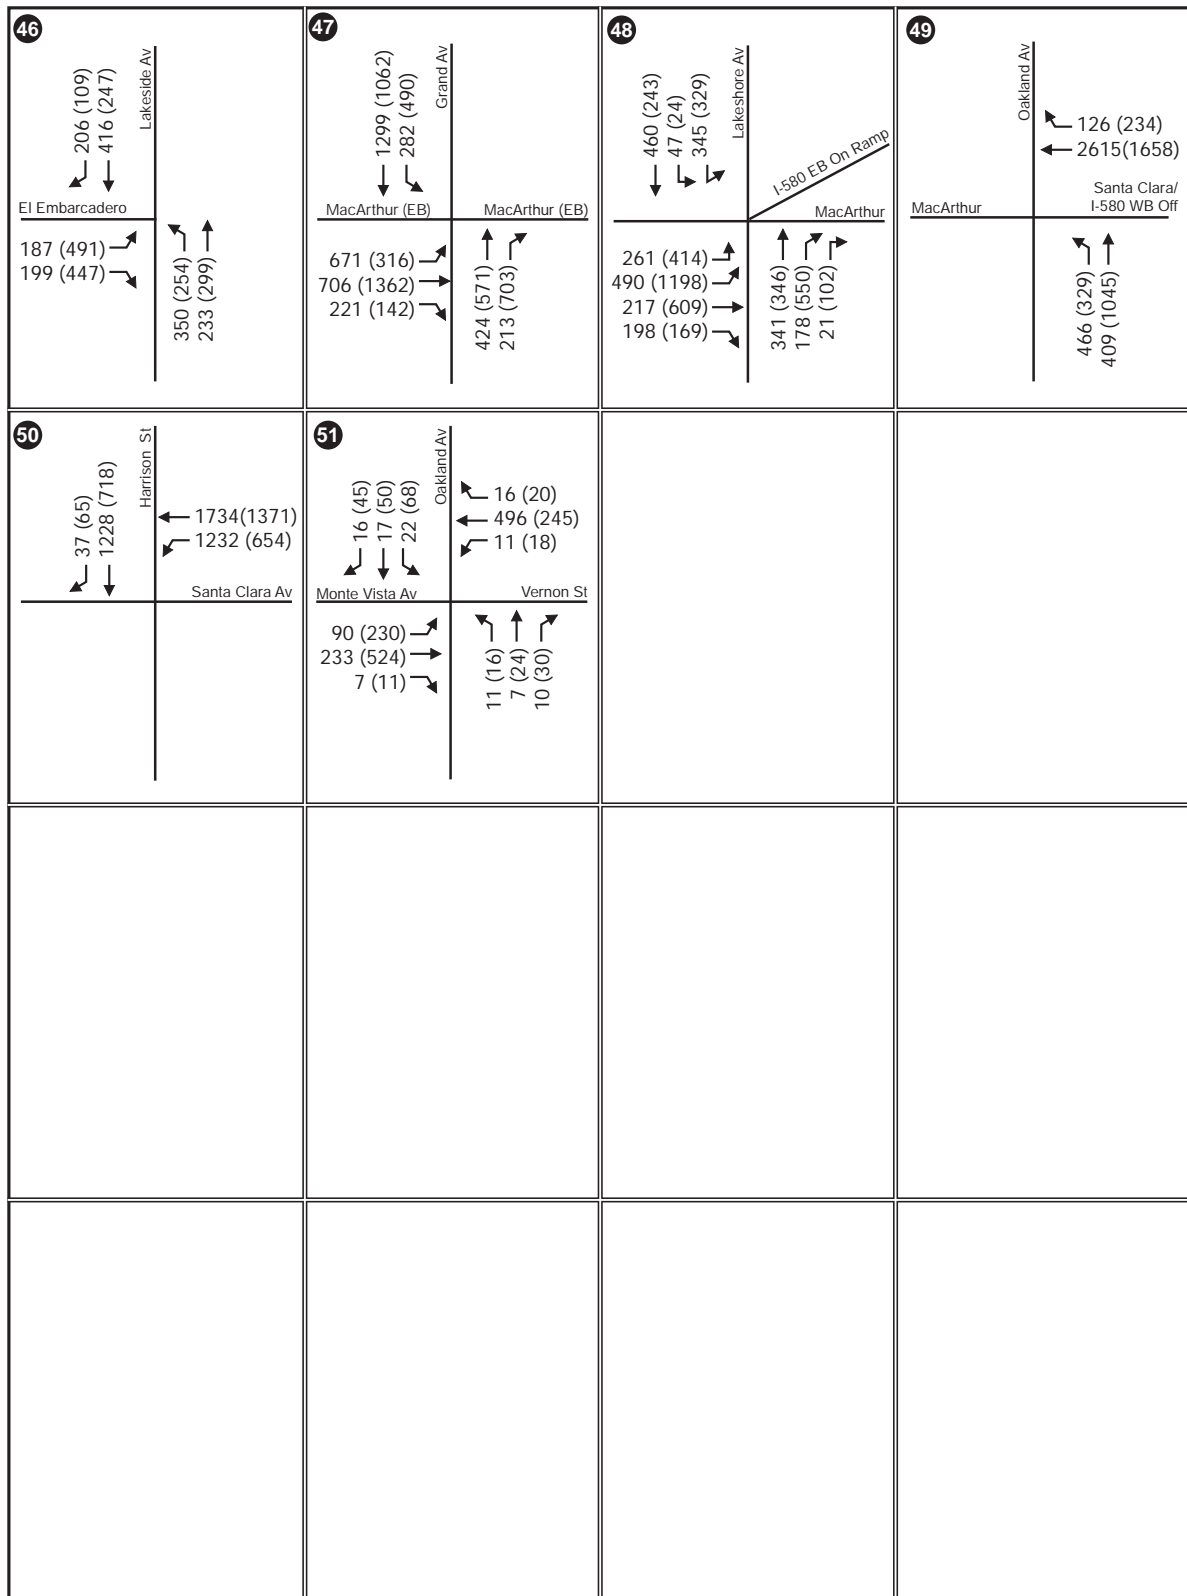 46
206 (109)
416 (247)
Lakeside Av
El Embarcadero
187 (491)
199 (447)
350 (254)
233 (299)
47
1299 (1062)
282 (490)
Grand Av
MacArthur (EB)
MacArthur (EB)
671 (316)
706 (1362)
221 (142)
424 (571)
213 (703)
48
460 (243)
47 (24)
345 (329)
Lakeshore Av
I-580 EB On Ramp
MacArthur
261 (414)
490 (1198)
217 (609)
198 (169)
341 (346)
178 (550)
21 (102)
49
Oakland Av
126 (234)
2615(1658)
MacArthur
Santa Clara/
I-580 WB Off
466 (329)
409 (1045)
50
37 (65)
1228 (718)
Harrison St
1734(1371)
1232 (654)
Santa Clara Av
51
16 (45)
17 (50)
22 (68)
Oakland Av
16 (20)
496 (245)
11 (18)
Monte Vista Av
Vernon St
90 (230)
233 (524)
7 (11)
11 (16)
7 (24)
10 (30)